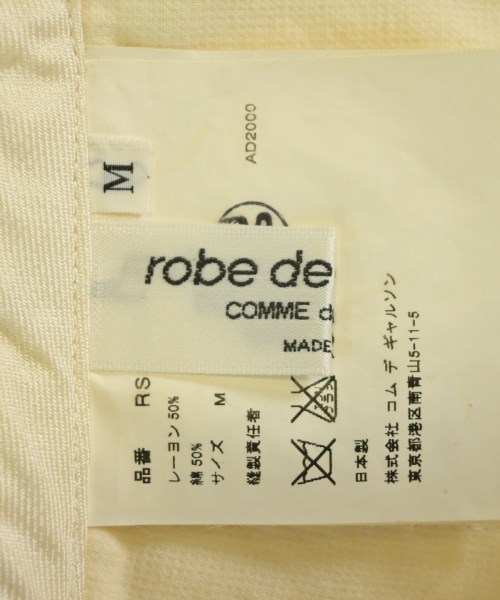 M
robe de
COMME d
MADE
AD2000
品番 RS
レーヨン 50%
綿 50%
サイズ M
縫製責任者
日本製
株式会社 コム デ ギャルソン
東京都港区南青山5-11-5